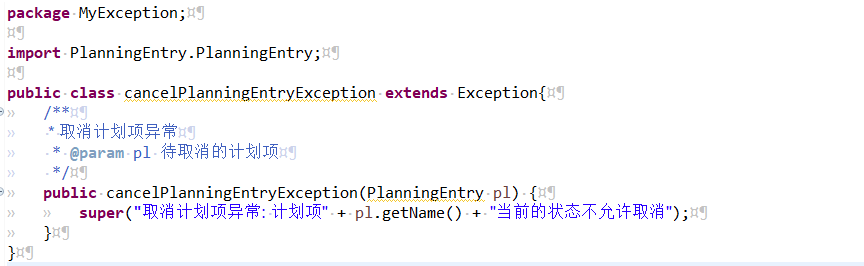 package MyException;
import PlanningEntry.PlanningEntry;
public class cancelPlanningEntryException extends Exception{
/**
* 取消计划项异常
* @param pl 待取消的计划项
*/
public cancelPlanningEntryException(PlanningEntry pl) {
super("取消计划项异常: 计划项" + pl.getName() + "当前的状态不允许取消");
}
}